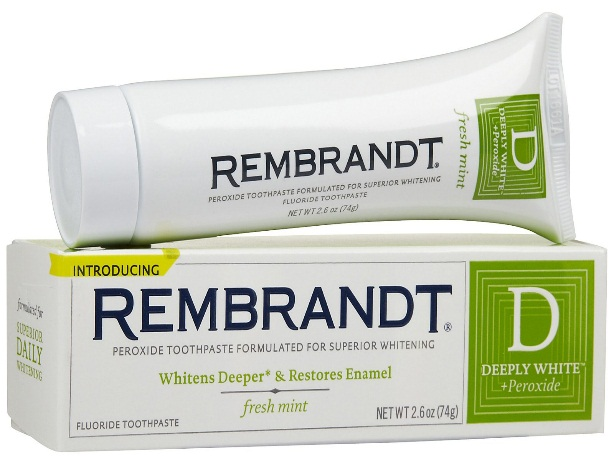 REMBRANDT®
PEROXIDE TOOTHPASTE FORMULATED FOR SUPERIOR WHITENING
FLUORIDE TOOTHPASTE
NET WT 2.6 oz (74g)
fresh mint
D
DEEPLY WHITE™
+Peroxide
INTRODUCING
REMBRANDT®
PEROXIDE TOOTHPASTE FORMULATED FOR SUPERIOR WHITENING
Whitens Deeper* & Restores Enamel
fresh mint
NET WT 2.6 oz (74g)
FLUORIDE TOOTHPASTE
D
DEEPLY WHITE™
+Peroxide
formulated for
SUPERIOR
DAILY
WHITENING